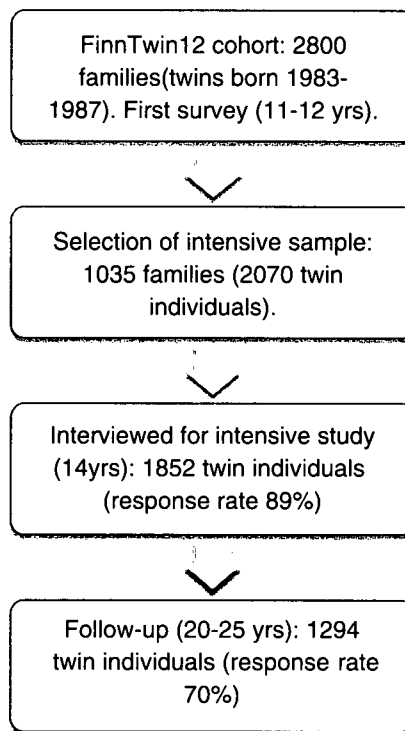 FinnTwin12 cohort: 2800
families(twins born 1983-
1987). First survey (11-12 yrs).
Selection of intensive sample:
1035 families (2070 twin
individuals).
Interviewed for intensive study
(14yrs): 1852 twin individuals
(response rate 89%)
Follow-up (20-25 yrs): 1294
twin individuals (response rate
70%)